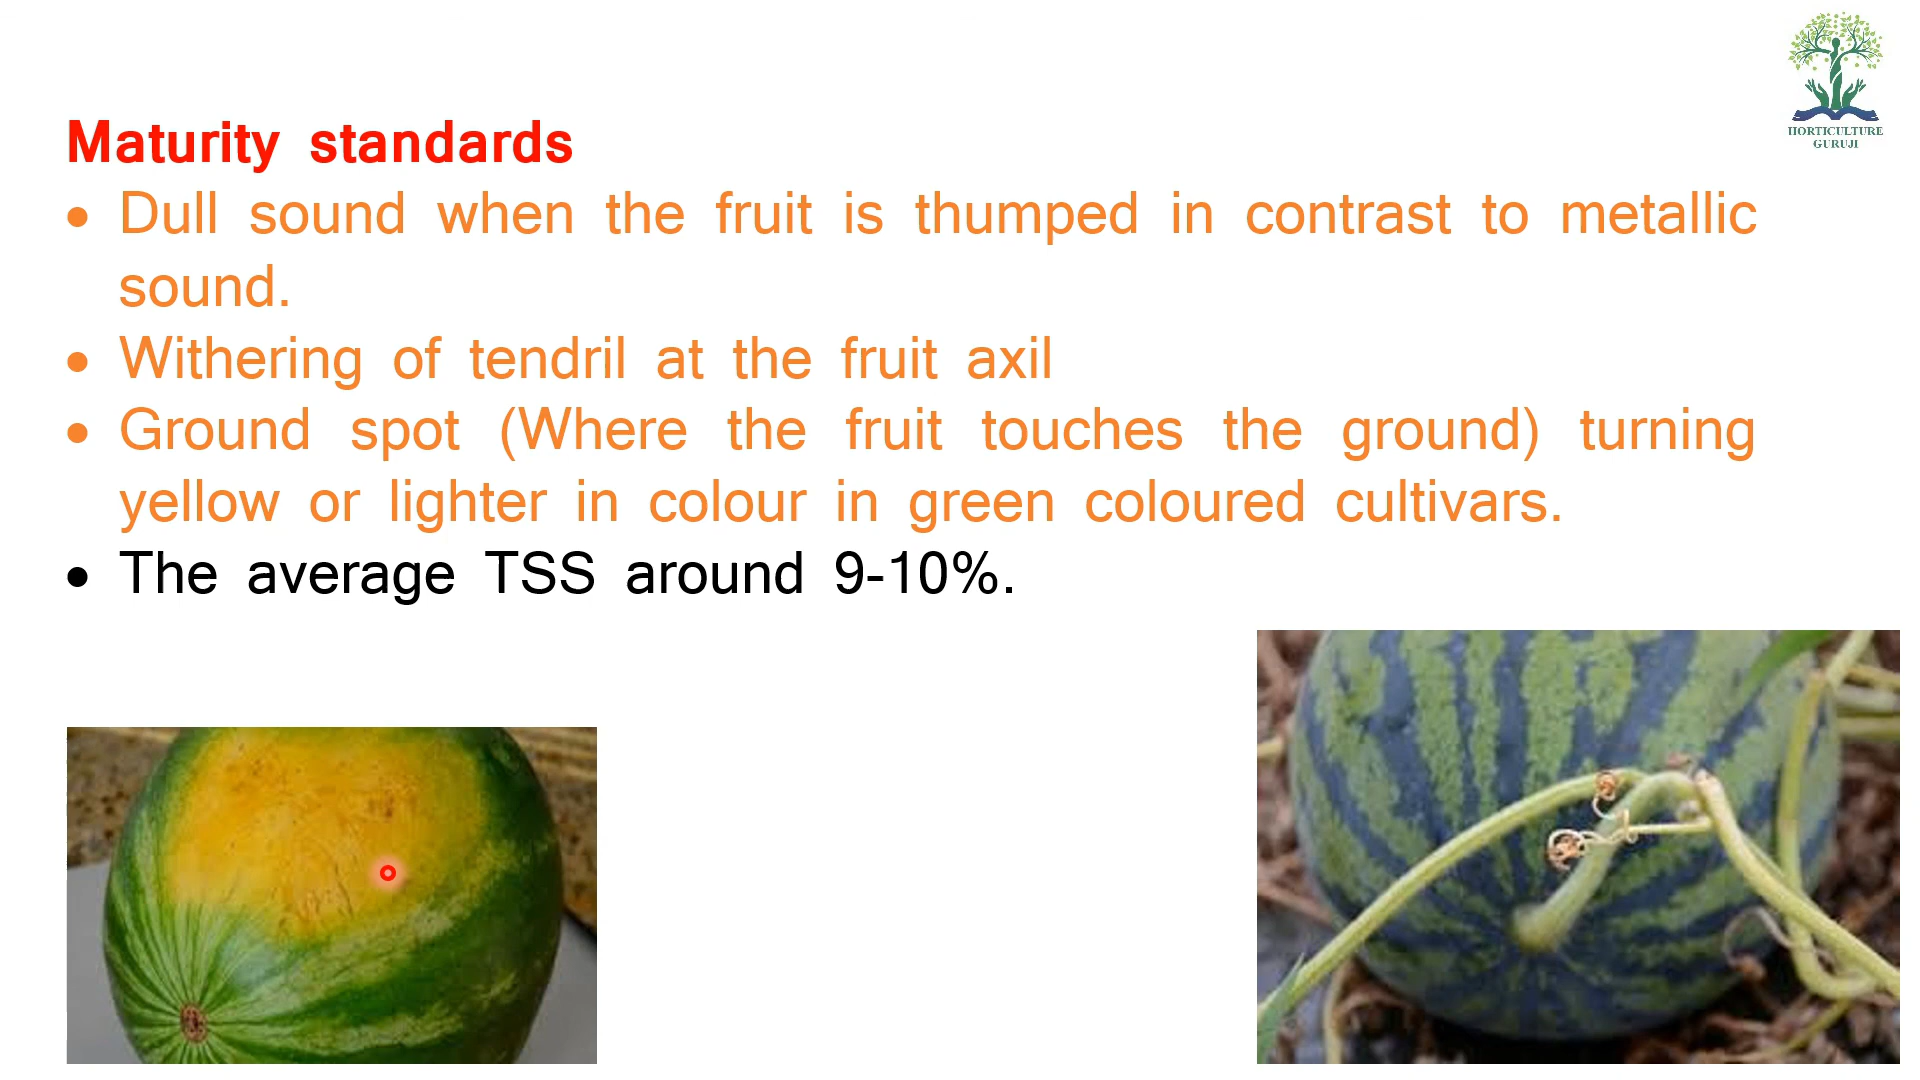 HORTICULTURE
GURUJI
Maturity standards
• Dull sound when the fruit is thumped in contrast to metallic
sound.
• Withering of tendril at the fruit axil
• Ground spot (Where the fruit touches the ground) turning
yellow or lighter in colour in green coloured cultivars.
• The average TSS around 9-10%.